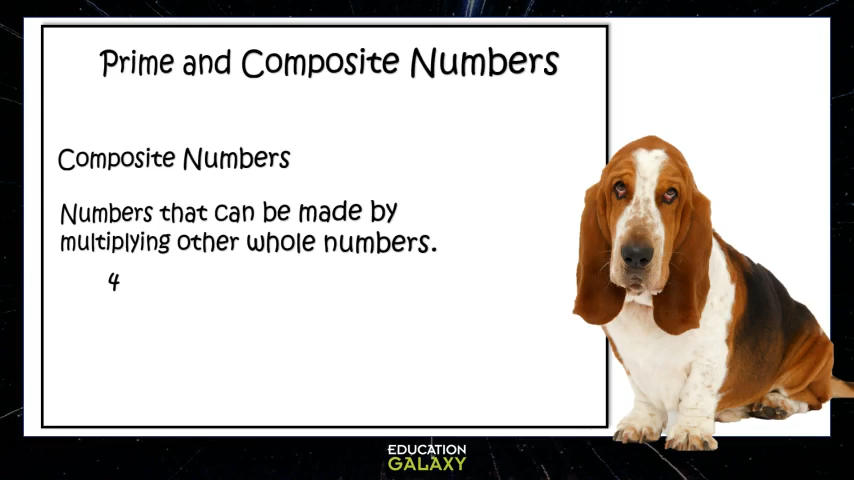 Prime and Composite Numbers
Composite Numbers
Numbers that can be made by
multiplying other whole numbers.
4
EDUCATION
GALAXY